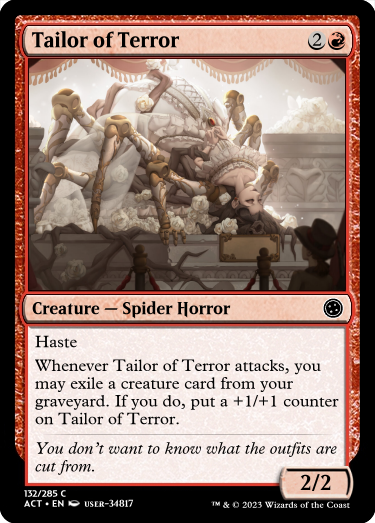 Tailor of Terror 2
Creature — Spider Horror
Haste
Whenever Tailor of Terror attacks, you
may exile a creature card from your
graveyard. If you do, put a +1/+1 counter
on Tailor of Terror.
You don't want to know what the outfits are
cut from.
2/2
132/285 C
ACT • EN USER-34817
™ & © 2023 Wizards of the Coast